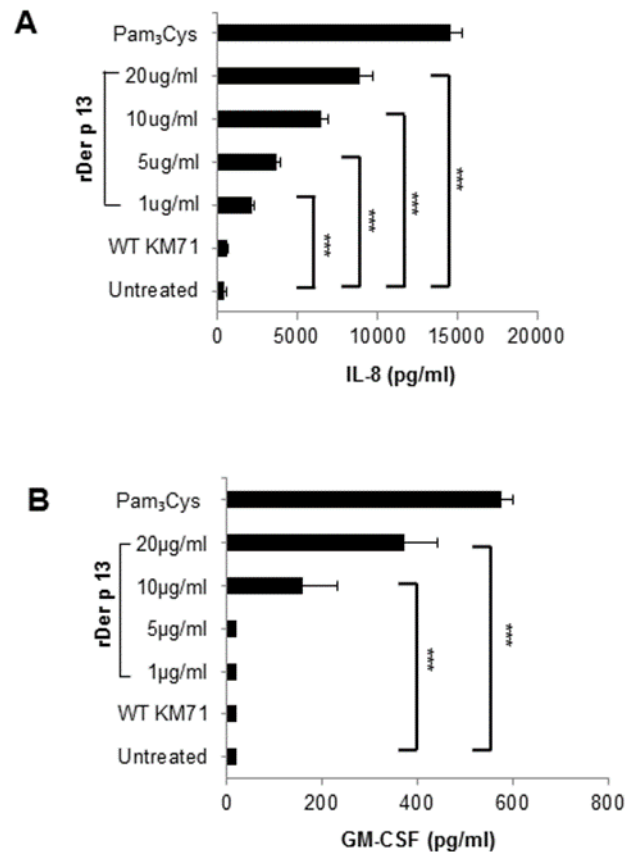 A
Pam₃Cys
20ug/ml
10ug/ml
5ug/ml
1ug/ml
rDer p 13
WT KM71
Untreated
***
***
***
***
0 5000 10000 15000 20000
IL-8 (pg/ml)
B
Pam₃Cys
20µg/ml
10µg/ml
5µg/ml
1µg/ml
rDer p 13
WT KM71
Untreated
***
***
0 200 400 600 800
GM-CSF (pg/ml)